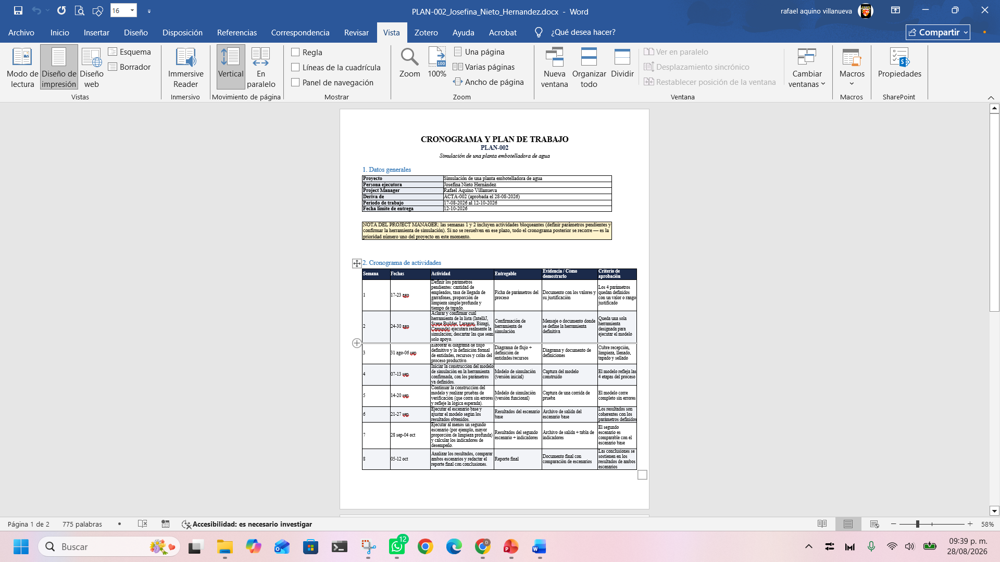 16
PLAN-002_Josefina_Nieto_Hernandez.docx - Word
rafael aquino villanueva
Archivo Inicio Insertar Diseño Disposición Referencias Correspondencia Revisar Vista Zotero Ayuda Acrobat ¿Qué desea hacer? Compartir
Modo de lectura
Diseño de impresión
Diseño web
Esquema
Borrador
Vistas
Immersive Reader
Inmersivo
Vertical
En paralelo
Movimiento de página
Regla
Líneas de la cuadrícula
Panel de navegación
Mostrar
Zoom
100
100%
Una página
Varias páginas
Ancho de página
Zoom
Nueva ventana
Organizar todo
Dividir
Ver en paralelo
Desplazamiento sincrónico
Restablecer posición de la ventana
Cambiar ventanas
Ventana
Macros
Macros
Propiedades
SharePoint
CRONOGRAMA Y PLAN DE TRABAJO
PLAN-002
Simulación de una planta embotelladora de agua
1. Datos generales
Proyecto Simulación de una planta embotelladora de agua
Persona ejecutora Josefina Nieto Hernández
Project Manager Rafael Aquino Villanueva
Deriva de ACTA-002 (aprobada el 28-08-2026)
Periodo de trabajo 17-08-2026 al 12-10-2026
Fecha límite de entrega 12-10-2026
NOTA DEL PROJECT MANAGER: las semanas 1 y 2 incluyen actividades bloqueantes (definir parámetros pendientes y
confirmar la herramienta de simulación). Si no se resuelven en ese plazo, todo el cronograma posterior se recorre — es la
prioridad número uno del proyecto en este momento.
2. Cronograma de actividades
Semana Fechas Actividad Entregable Evidencia / Cómo demostrarlo Criterio de aprobación
1
17-23 ago
Definir los parámetros
pendientes: cantidad de
empleados, tasa de llegada de
garrafones, proporción de
limpieza simple/profunda y
tiempo de tapado.
Ficha de parámetros del
proceso
Documento con los valores y
su justificación
Los 4 parámetros
quedan definidos
con un valor o rango
justificado
2
24-30 ago
Aclarar y confirmar cuál
herramienta de la lista (IntelliJ,
Scene Builder, Laragon, Bizagi,
Camunda) ejecutará realmente la
simulación; descartar las que sean
solo apoyo.
Confirmación de
herramienta de
simulación
Mensaje o documento donde
se define la herramienta
definitiva
Queda una sola
herramienta
designada para
ejecutar el modelo
3
31 ago-06 sep
Elaborar el diagrama de flujo
definitivo y la definición formal
de entidades, recursos y colas del
proceso productivo.
Diagrama de flujo +
definición de
entidades/recursos
Diagrama y documento de
definiciones
Cubre recepción,
limpieza, llenado,
tapado y sellado
4
07-13 sep
Iniciar la construcción del modelo
de simulación en la herramienta
confirmada, con los parámetros
ya definidos.
Modelo de simulación
(versión inicial)
Captura del modelo
construido
El modelo refleja las
4 etapas del proceso
5
14-20 sep
Continuar la construcción del
modelo y realizar pruebas de
verificación (que corra sin errores
y refleje la lógica esperada).
Modelo de simulación
(versión funcional)
Captura de una corrida de
prueba
El modelo corre
completo sin errores
6
21-27 sep
Ejecutar el escenario base y
ajustar el modelo según los
resultados obtenidos.
Resultados del escenario
base
Archivo de salida del
escenario base
Los resultados son
coherentes con los
parámetros definidos
7
28 sep-04 oct
Ejecutar al menos un segundo
escenario (por ejemplo, mayor
proporción de limpieza profunda)
y calcular los indicadores de
desempeño.
Resultados del segundo
escenario + indicadores
Archivo de salida + tabla de
indicadores
El segundo
escenario es
comparable con el
escenario base
8
05-12 oct
Analizar los resultados, comparar
ambos escenarios y redactar el
reporte final con conclusiones.
Reporte final
Documento final con
comparación de escenarios
Las conclusiones se
sostienen en los
resultados de ambos
escenarios
Página 1 de 2 775 palabras Accesibilidad: es necesario investigar 58%
Buscar
12
09:39 p. m.
28/08/2026